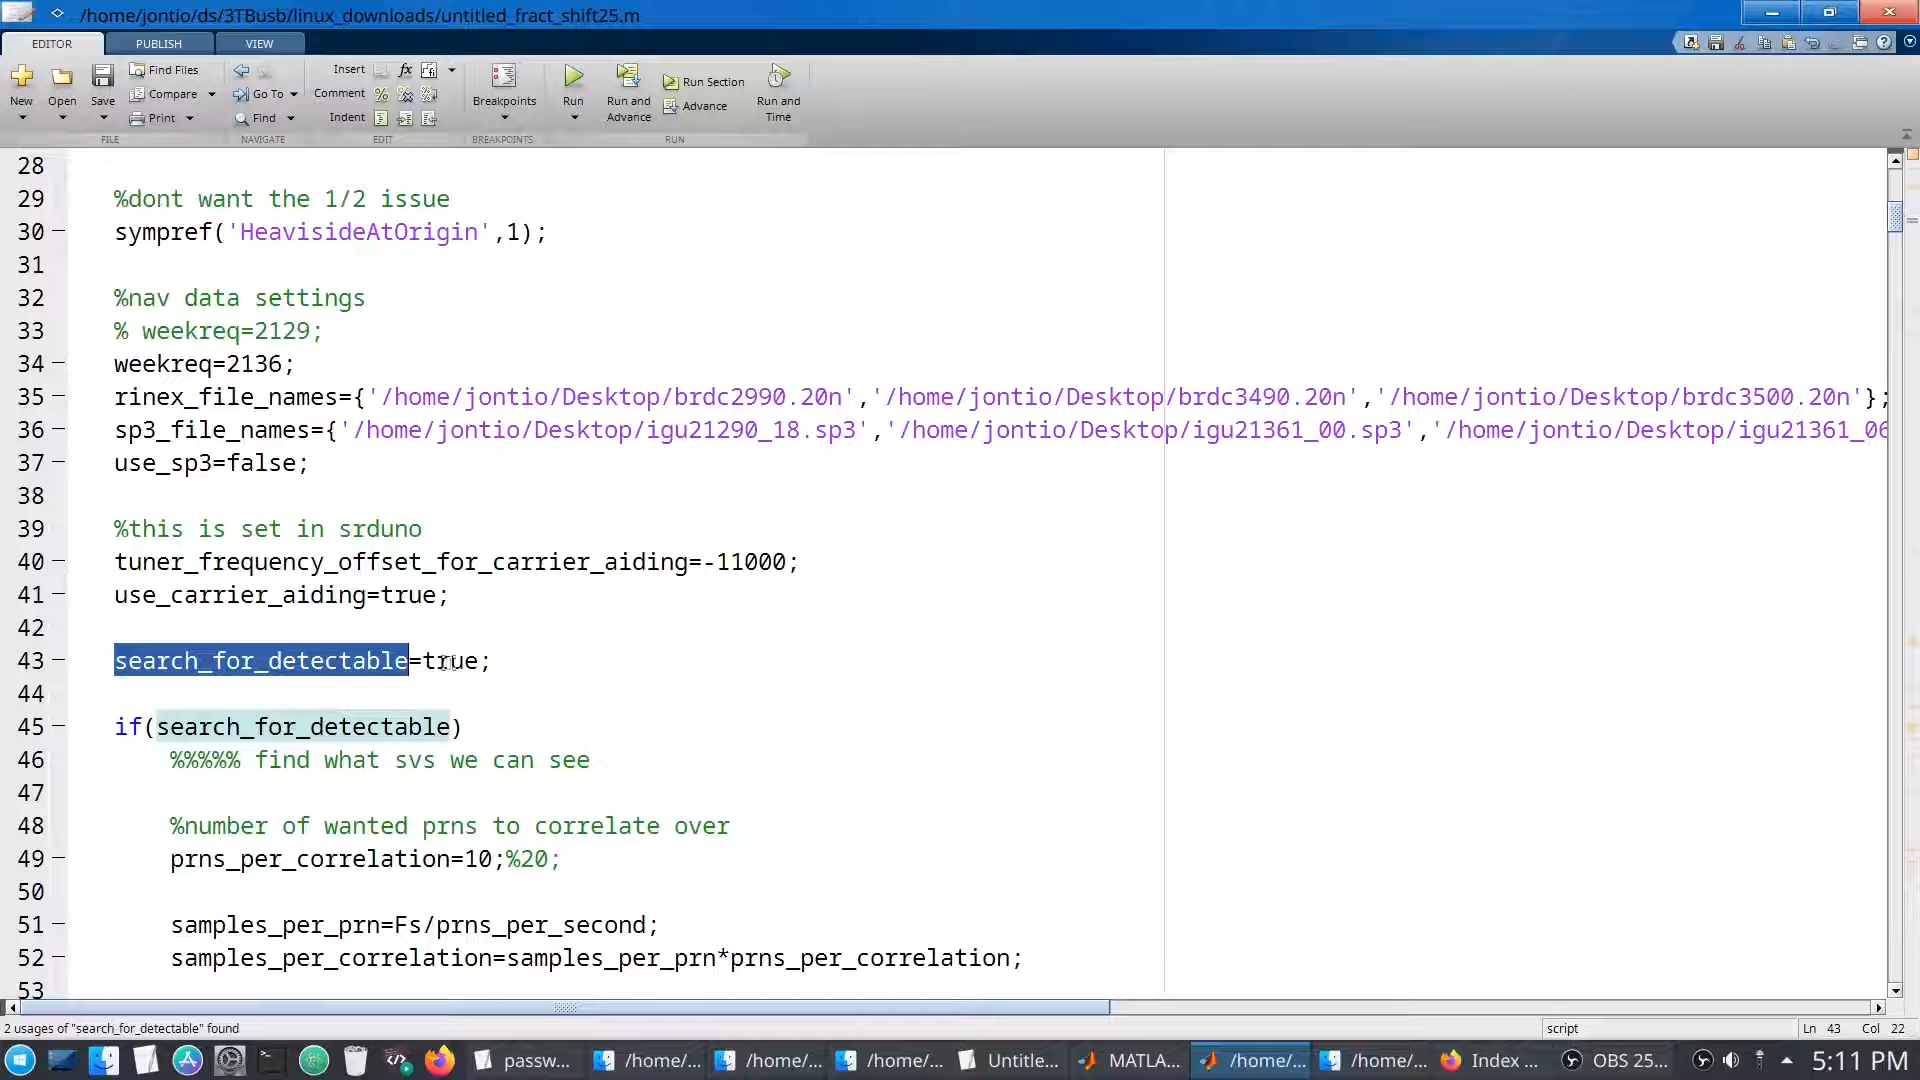 /home/jontio/ds/3TBusb/linux_downloads/untitled_fract_shift25.m
EDITOR PUBLISH VIEW
New Open Save Find Files Compare Print
Go To Find
Insert fx
Comment
Indent
Breakpoints Run Run and Advance Run Section Advance Run and Time
FILE NAVIGATE EDIT BREAKPOINTS RUN
28
29 %dont want the 1/2 issue
30 sympref('HeavisideAtOrigin',1);
31
32 %nav data settings
33 % weekreq=2129;
34 weekreq=2136;
35 rinex_file_names={'/home/jontio/Desktop/brdc2990.20n','/home/jontio/Desktop/brdc3490.20n','/home/jontio/Desktop/brdc3500.20n'};
36 sp3_file_names={'/home/jontio/Desktop/igu21290_18.sp3','/home/jontio/Desktop/igu21361_00.sp3','/home/jontio/Desktop/igu21361_06
37 use_sp3=false;
38
39 %this is set in srduno
40 tuner_frequency_offset_for_carrier_aiding=-11000;
41 use_carrier_aiding=true;
42
43 search_for_detectable=true;
44
45 if(search_for_detectable)
46 %%%%% find what svs we can see
47
48 %number of wanted prns to correlate over
49 prns_per_correlation=10;%20;
50
51 samples_per_prn=Fs/prns_per_second;
52 samples_per_correlation=samples_per_prn*prns_per_correlation;
53
2 usages of "search_for_detectable" found script Ln 43 Col 22
passw... /home/... /home/... /home/... Untitle... MATLA... /home/... /home/... Index ... OBS 25... 5:11 PM